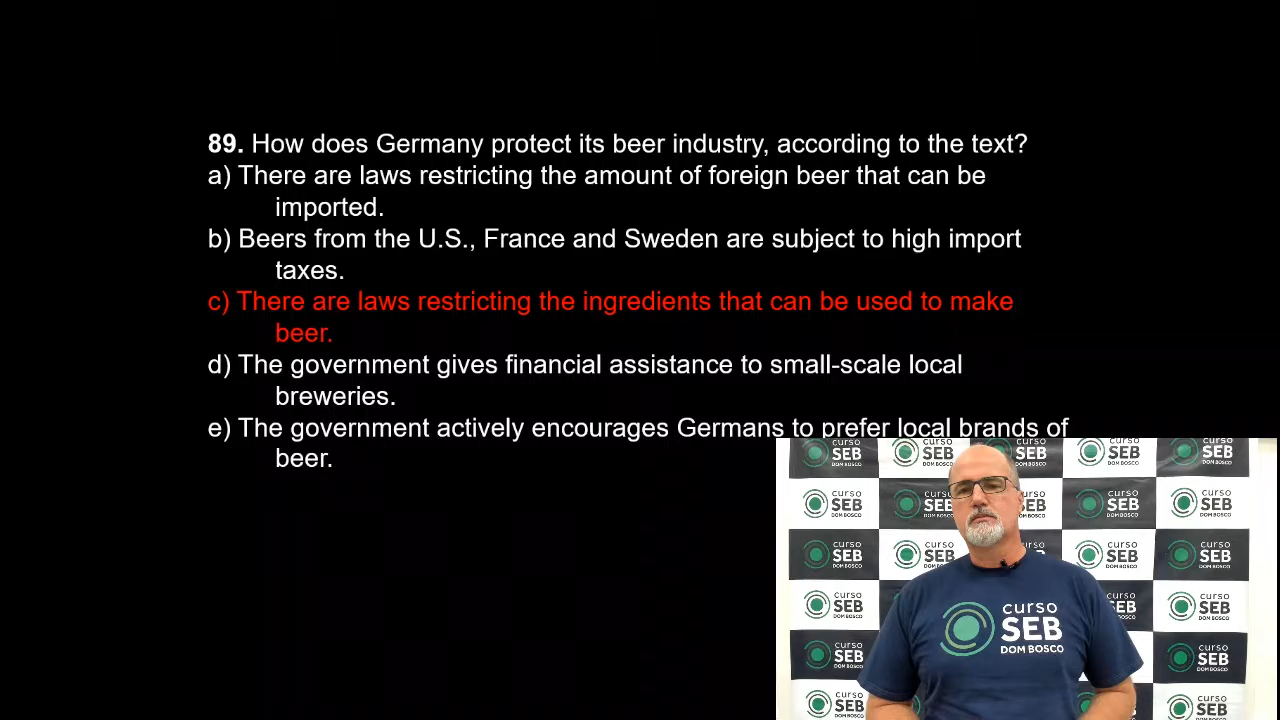 89. How does Germany protect its beer industry, according to the text?
a) There are laws restricting the amount of foreign beer that can be
imported.
b) Beers from the U.S., France and Sweden are subject to high import
taxes.
c) There are laws restricting the ingredients that can be used to make
beer.
d) The government gives financial assistance to small-scale local
breweries.
e) The government actively encourages Germans to prefer local brands of
beer.
curso
SEB
DOM BOSCO